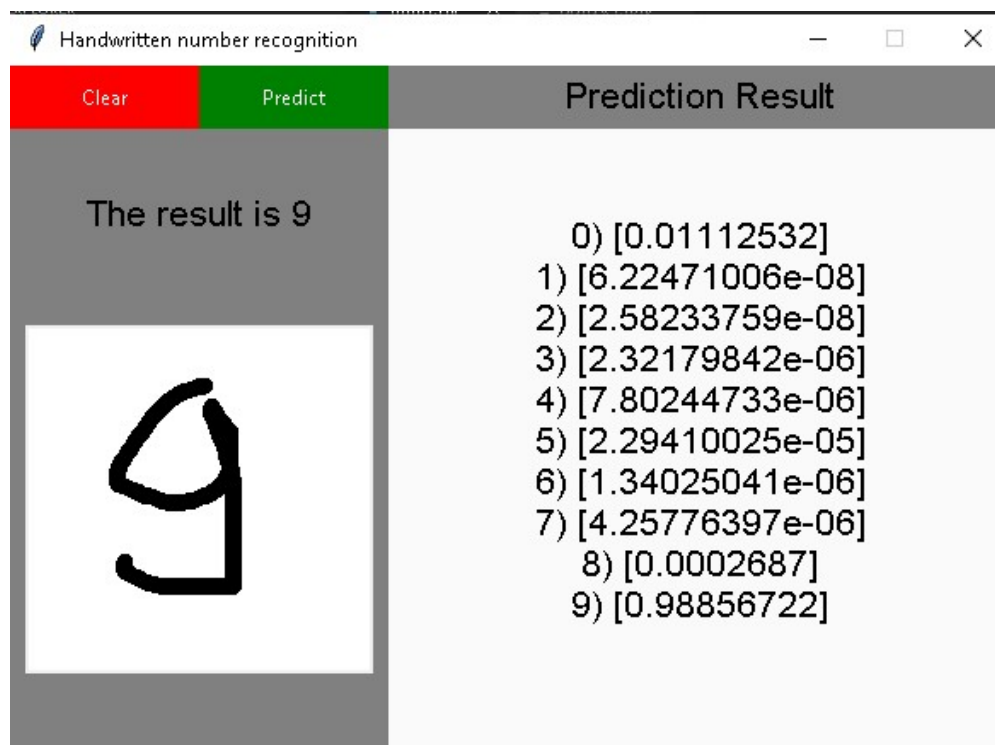 Handwritten number recognition
Clear Predict Prediction Result
The result is 9
9
0) [0.01112532]
1) [6.22471006e-08]
2) [2.58233759e-08]
3) [2.32179842e-06]
4) [7.80244733e-06]
5) [2.29410025e-05]
6) [1.34025041e-06]
7) [4.25776397e-06]
8) [0.0002687]
9) [0.98856722]